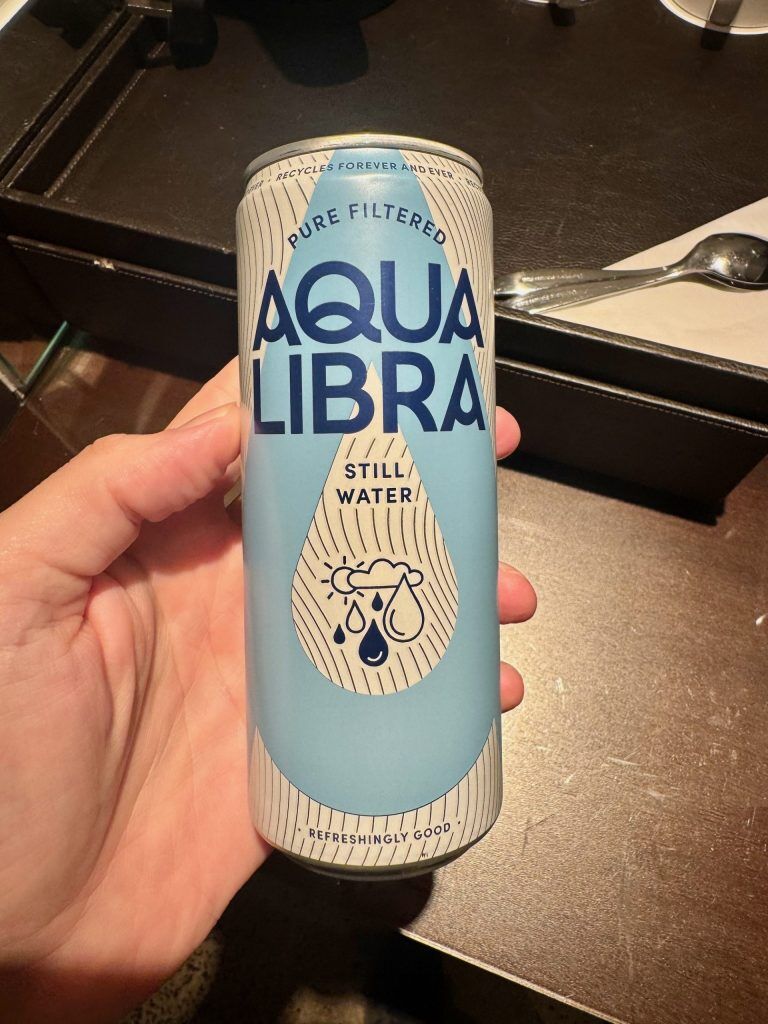 RECYCLES FOREVER AND EVER
PURE FILTERED
AQUA
LIBRA
STILL
WATER
• REFRESHINGLY GOOD •